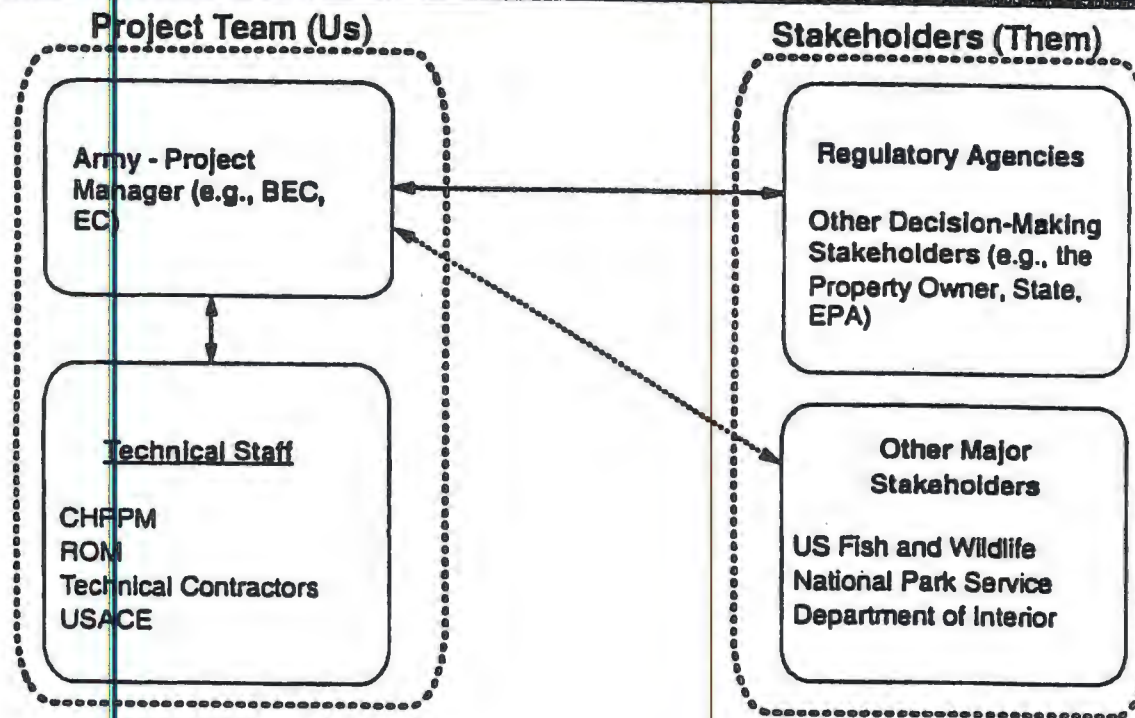 Project Team (Us)
Army - Project
Manager (e.g., BEC,
EC)
Technical Staff
CHPPM
ROM
Technical Contractors
USACE
Stakeholders (Them)
Regulatory Agencies
Other Decision-Making
Stakeholders (e.g., the
Property Owner, State,
EPA)
Other Major
Stakeholders
US Fish and Wildlife
National Park Service
Department of Interior